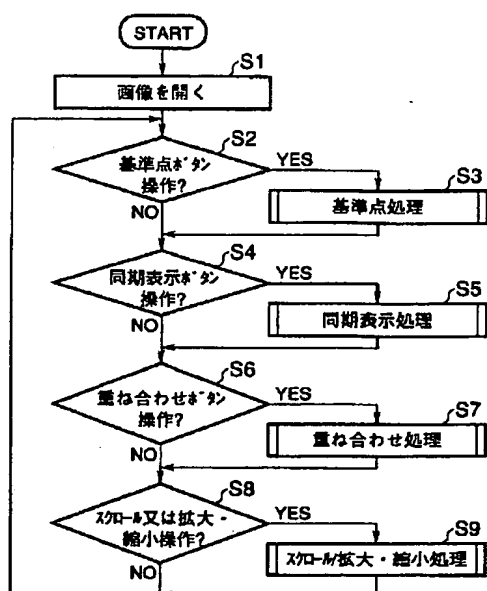 START
S1
画像を開く
S2
基準点ﾎﾞﾀﾝ
操作?
YES
S3
基準点処理
NO
S4
同期表示ﾎﾞﾀﾝ
操作?
YES
S5
同期表示処理
NO
S6
重ね合わせﾎﾞﾀﾝ
操作?
YES
S7
重ね合わせ処理
NO
S8
ｽｸﾛｰﾙ又は拡大・
縮小操作?
YES
S9
ｽｸﾛｰﾙ/拡大・縮小処理
NO